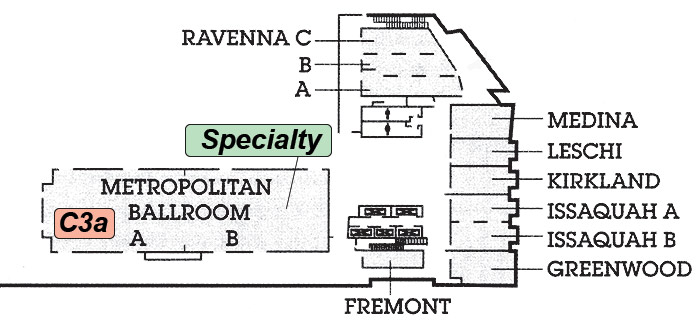 RAVENNA C
B
A
MEDINA
Specialty
LESCHI
KIRKLAND
METROPOLITAN
BALLROOM
ISSAQUAH A
C3a
A B
ISSAQUAH B
GREENWOOD
FREMONT